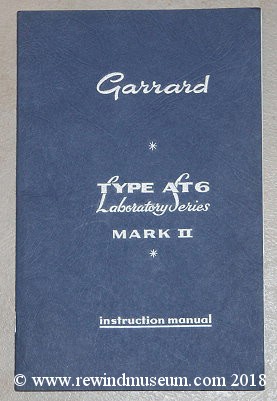 Garrard
*
TYPE AT6
Laboratory Series
MARK II
*
instruction manual
© www.rewindmuseum.com 2018